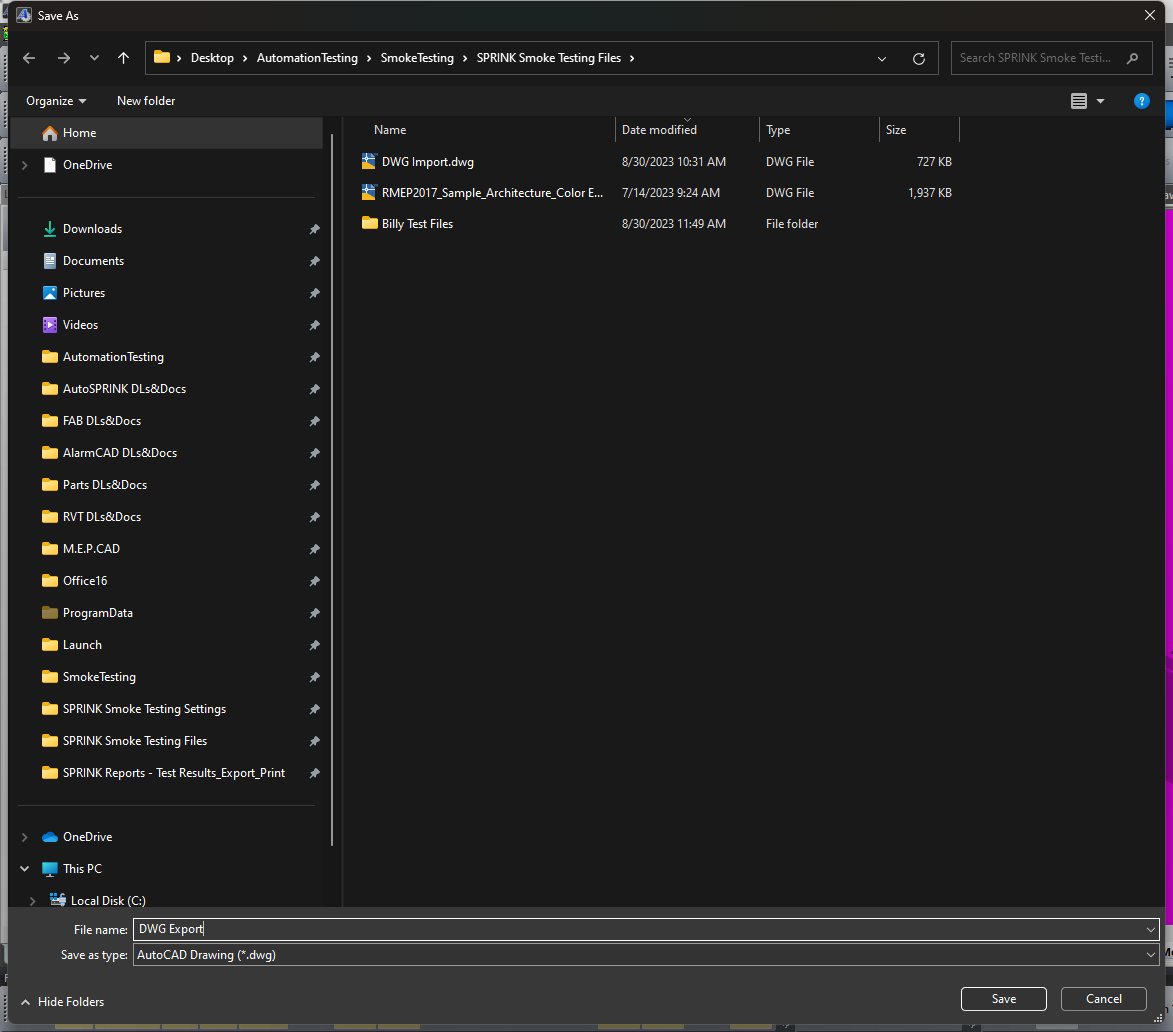 Save As
Desktop > AutomationTesting > SmokeTesting > SPRINK Smoke Testing Files >
Search SPRINK Smoke Testi...
Organize New folder
Name Date modified Type Size
DWG Import.dwg 8/30/2023 10:31 AM DWG File 727 KB
RMEP2017_Sample_Architecture_Color E... 7/14/2023 9:24 AM DWG File 1,937 KB
Billy Test Files 8/30/2023 11:49 AM File folder
Home
OneDrive
Downloads
Documents
Pictures
Videos
AutomationTesting
AutoSPRINK DLs&Docs
FAB DLs&Docs
AlarmCAD DLs&Docs
Parts DLs&Docs
RVT DLs&Docs
M.E.P.CAD
Office16
ProgramData
Launch
SmokeTesting
SPRINK Smoke Testing Settings
SPRINK Smoke Testing Files
SPRINK Reports - Test Results_Export_Print
OneDrive
This PC
Local Disk (C:)
File name: DWG Export
Save as type: AutoCAD Drawing (*.dwg)
Hide Folders
Save Cancel